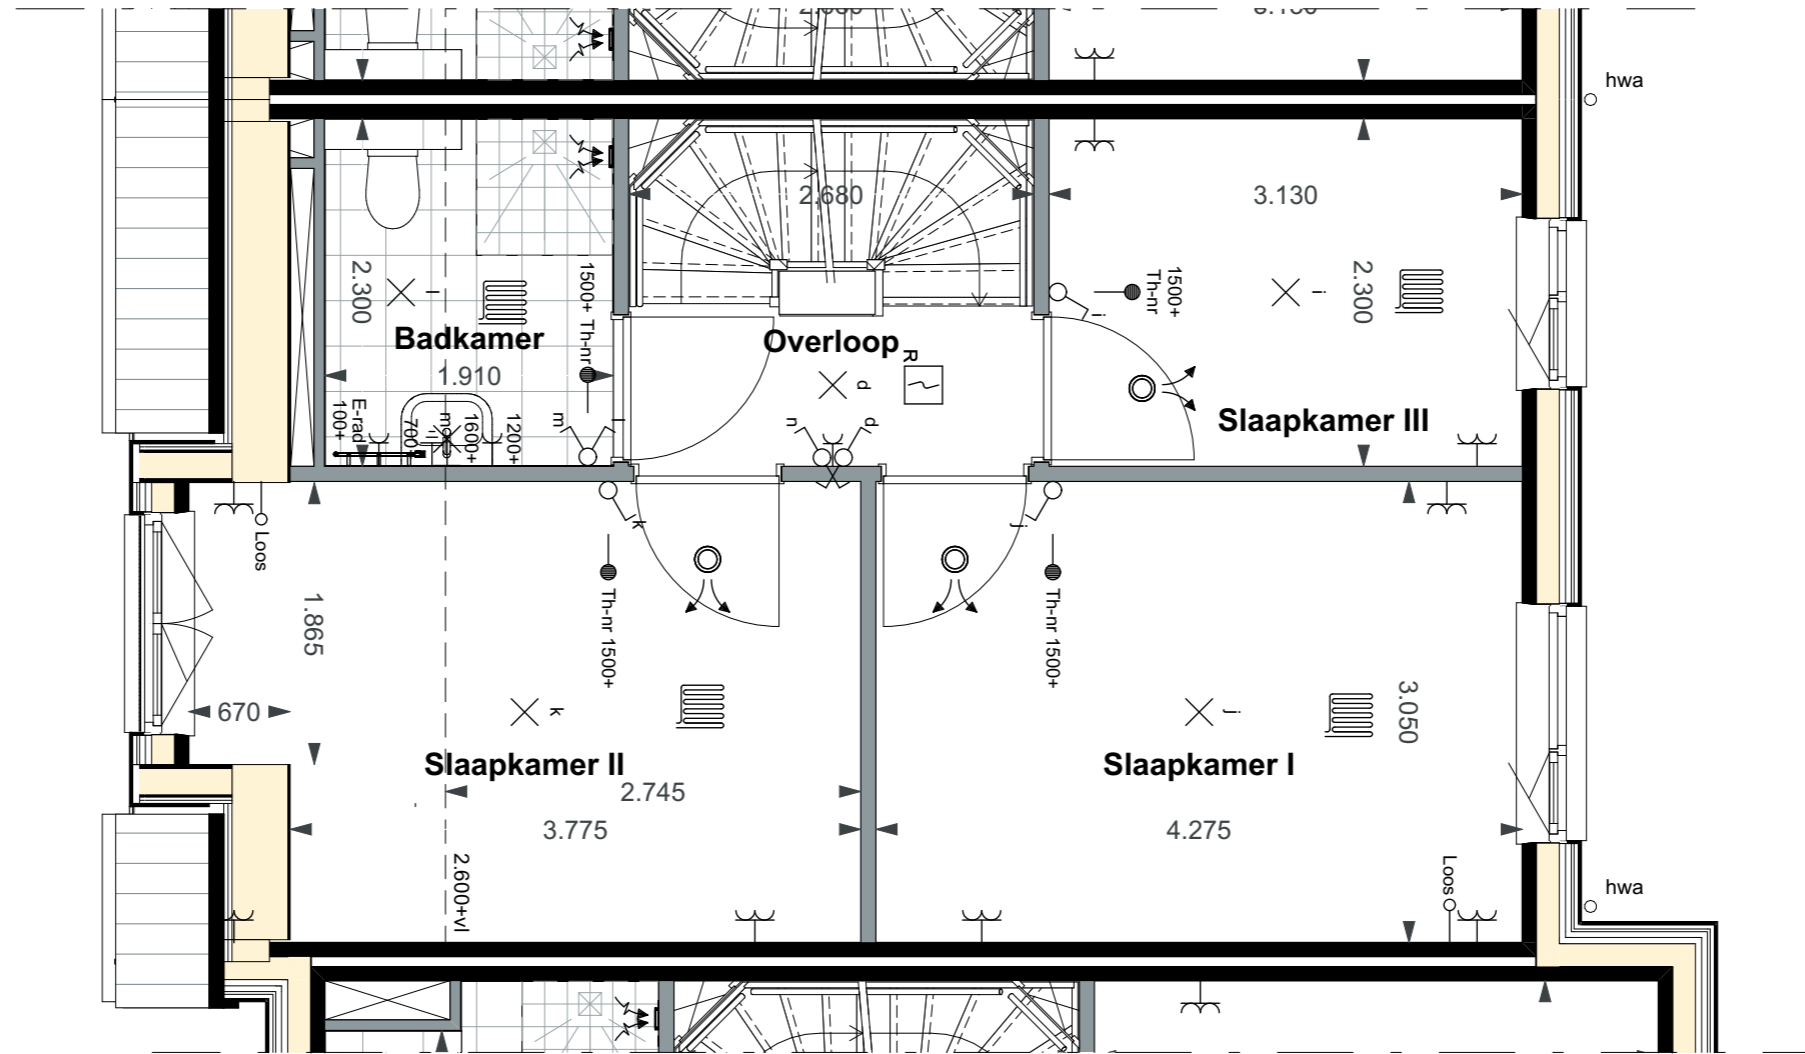 hwa
2.680
3.130
2.300
l
1500+ Th-nr
Badkamer
1.910
Overloop
R
d
i
1500+
Th-nr
i
2.300
Slaapkamer III
E-rad
100+
700+
1600+
1200+
m
l
n
d
Loos
k
j
1.865
Th-nr 1500+
Th-nr 1500+
670
k
j
3.050
Slaapkamer II
Slaapkamer I
2.745
3.775
4.275
2.600+vl
Loos
hwa